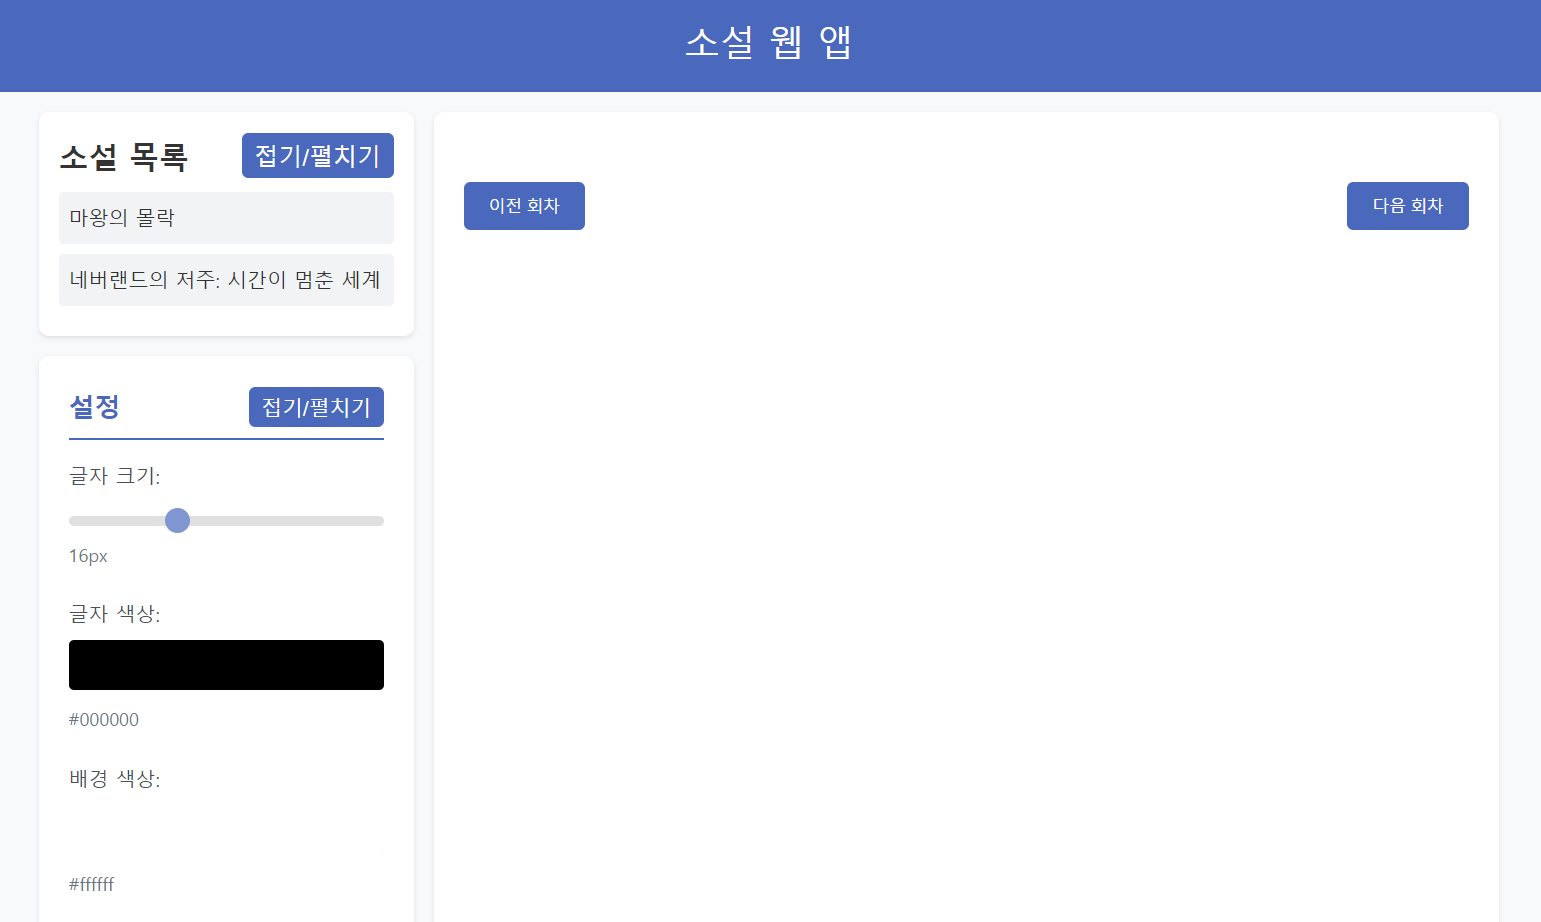 소설 웹 앱
소설 목록
접기/펼치기
마왕의 몰락
네버랜드의 저주: 시간이 멈춘 세계
설정
접기/펼치기
글자 크기:
16px
글자 색상:
#000000
배경 색상:
#ffffff
이전 회차
다음 회차